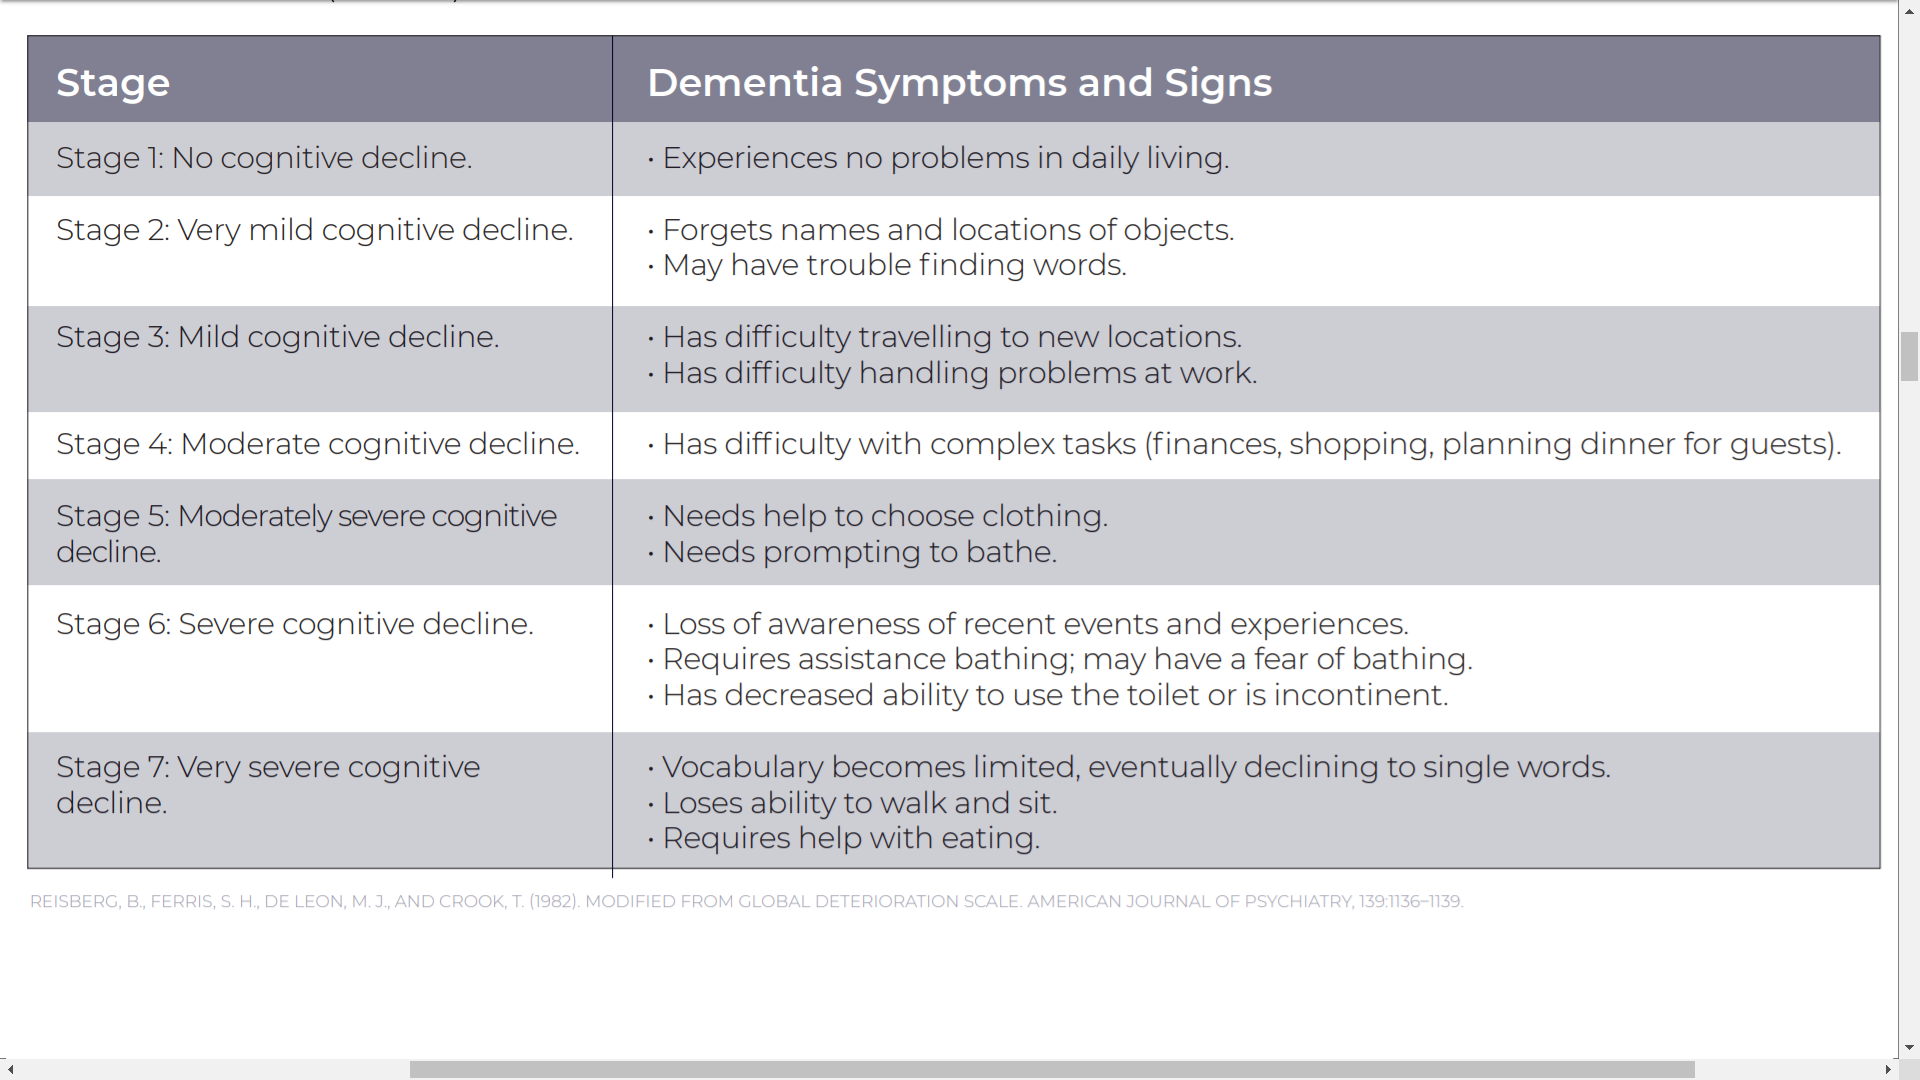 Stage
Dementia Symptoms and Signs
Stage 1: No cognitive decline.
• Experiences no problems in daily living.
Stage 2: Very mild cognitive decline.
• Forgets names and locations of objects.
• May have trouble finding words.
Stage 3: Mild cognitive decline.
• Has difficulty travelling to new locations.
• Has difficulty handling problems at work.
Stage 4: Moderate cognitive decline.
• Has difficulty with complex tasks (finances, shopping, planning dinner for guests).
Stage 5: Moderately severe cognitive
decline.
• Needs help to choose clothing.
• Needs prompting to bathe.
Stage 6: Severe cognitive decline.
• Loss of awareness of recent events and experiences.
• Requires assistance bathing; may have a fear of bathing.
• Has decreased ability to use the toilet or is incontinent.
Stage 7: Very severe cognitive
decline.
• Vocabulary becomes limited, eventually declining to single words.
• Loses ability to walk and sit.
• Requires help with eating.
REISBERG, B., FERRIS, S. H., DE LEON, M. J., AND CROOK, T. (1982). MODIFIED FROM GLOBAL DETERIORATION SCALE. AMERICAN JOURNAL OF PSYCHIATRY, 139:1136–1139.